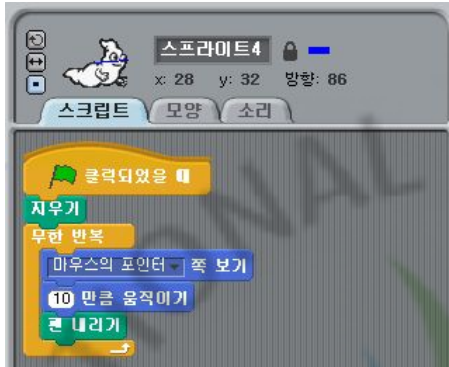 스프라이트4
x: 28 y: 32 방향: 86
스크립트 모양 소리
클릭되었을 때
지우기
무한 반복
마우스의 포인터 쪽 보기
10 만큼 움직이기
펜 내리기